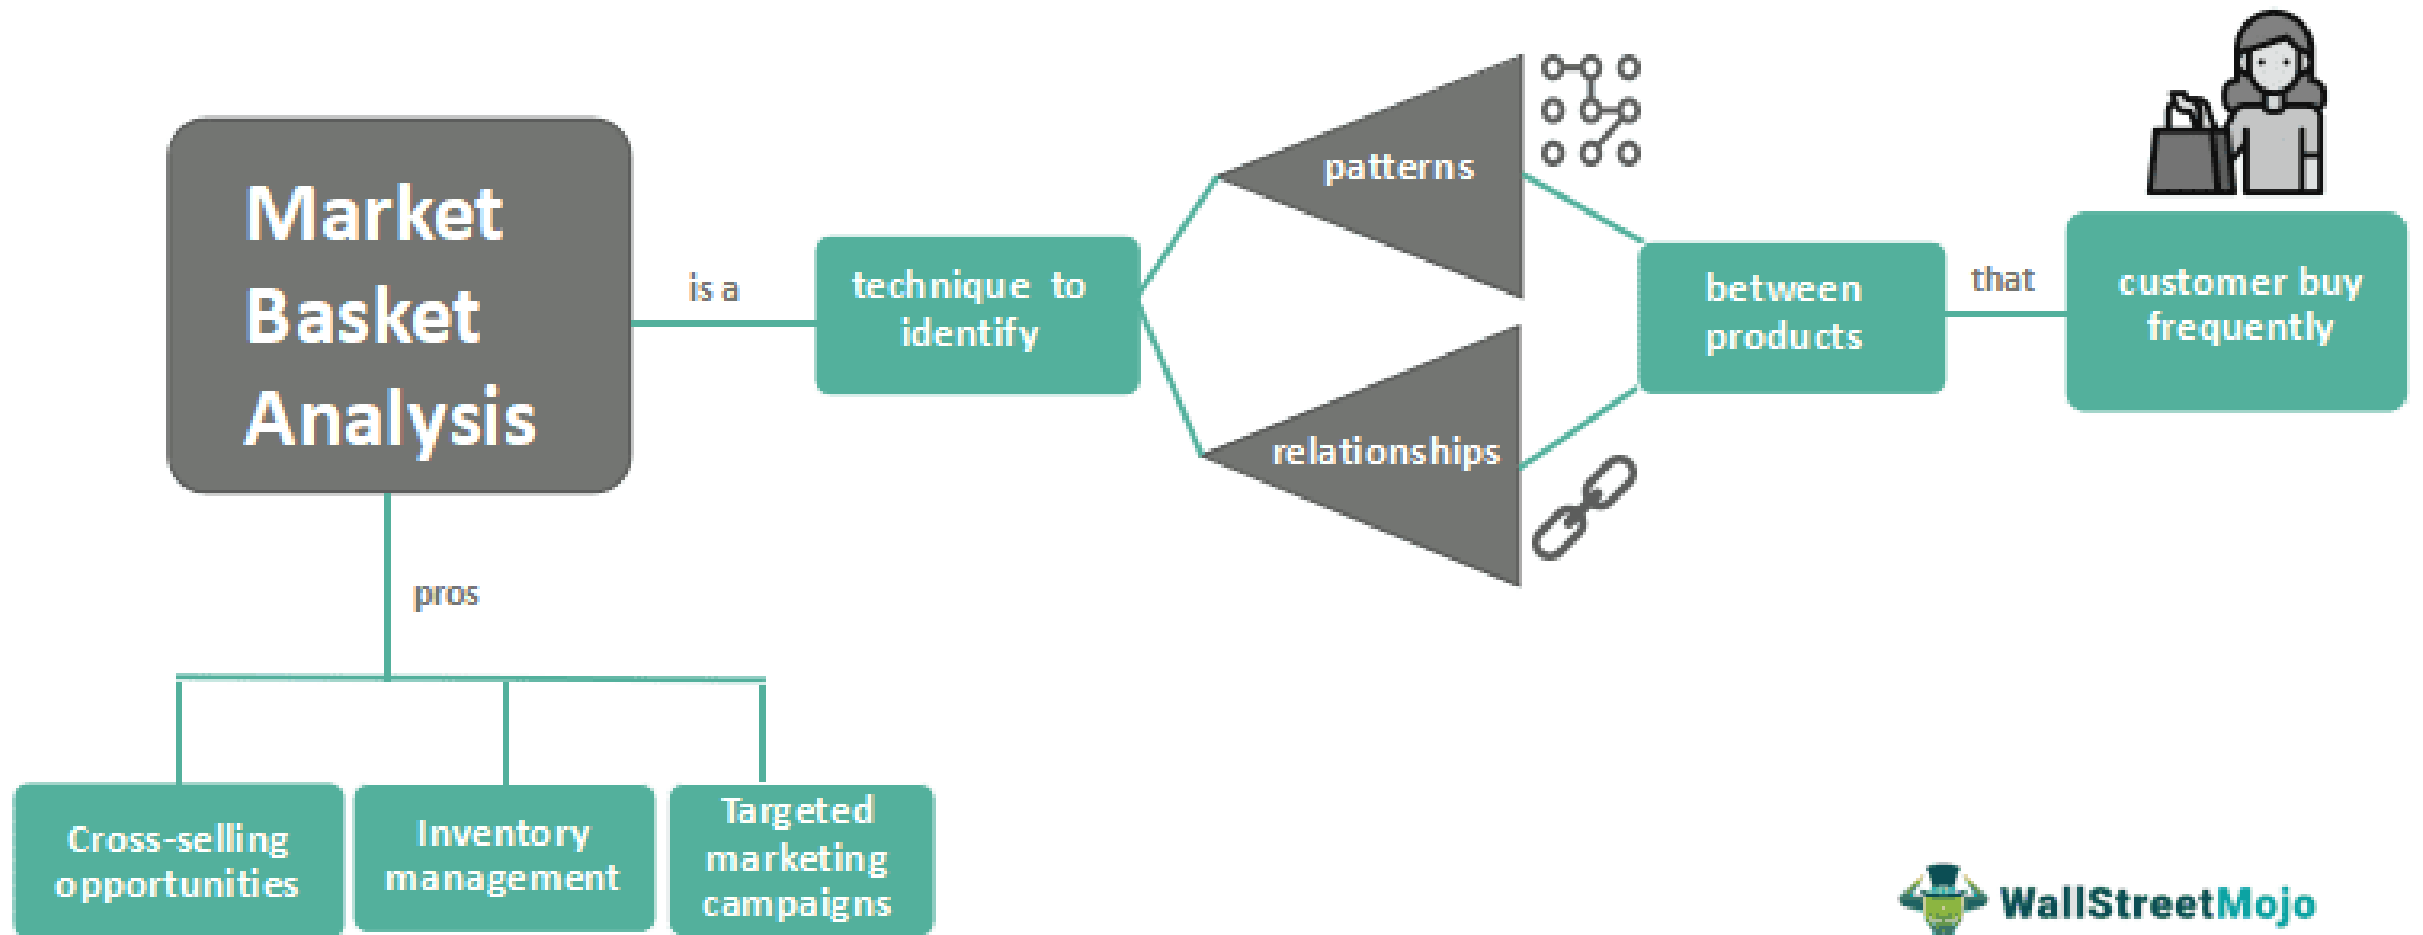 Market
Basket
Analysis
is a
technique to
identify
patterns
relationships
between
products
that
customer buy
frequently
pros
Cross-selling
opportunities
Inventory
management
Targeted
marketing
campaigns
WallStreetMojo